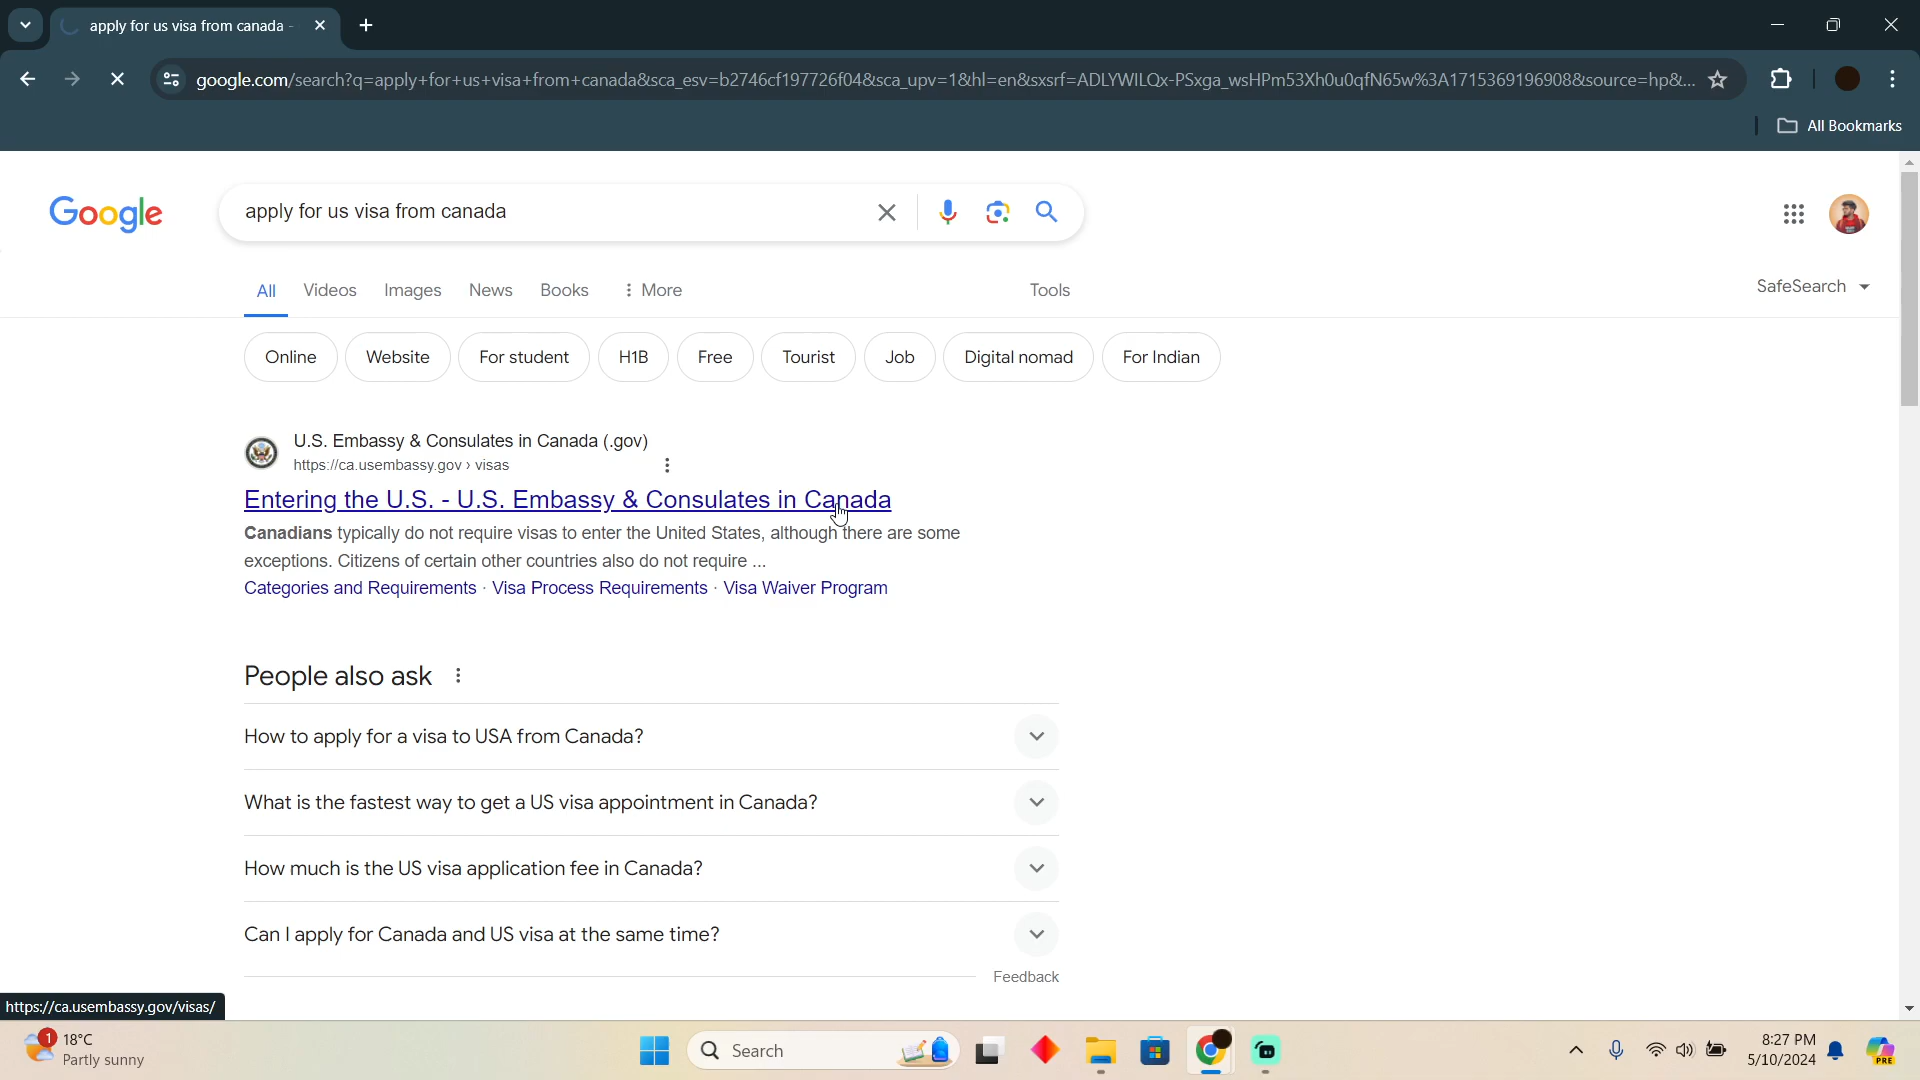 apply for us visa from canada -
google.com/search?q=apply+for+us+visa+from+canada&sca_esv=b2746cf197726f04&sca_upv=1&hl=en&sxsrf=ADLYWILQx-PSxga_wsHPm53Xh0u0qfN65w%3A1715369196908&source=hp&...
All Bookmarks
Google
apply for us visa from canada
All
Videos
Images
News
Books
More
Tools
SafeSearch
Online
Website
For student
H1B
Free
Tourist
Job
Digital nomad
For Indian
U.S. Embassy & Consulates in Canada (.gov)
https://ca.usembassy.gov › visas
Entering the U.S. - U.S. Embassy & Consulates in Canada
Canadians typically do not require visas to enter the United States, although there are some
exceptions. Citizens of certain other countries also do not require ...
Categories and Requirements · Visa Process Requirements · Visa Waiver Program
People also ask
How to apply for a visa to USA from Canada?
What is the fastest way to get a US visa appointment in Canada?
How much is the US visa application fee in Canada?
Can I apply for Canada and US visa at the same time?
Feedback
https://ca.usembassy.gov/visas/
1
18°C
Partly sunny
Search
8:27 PM
5/10/2024
PRE